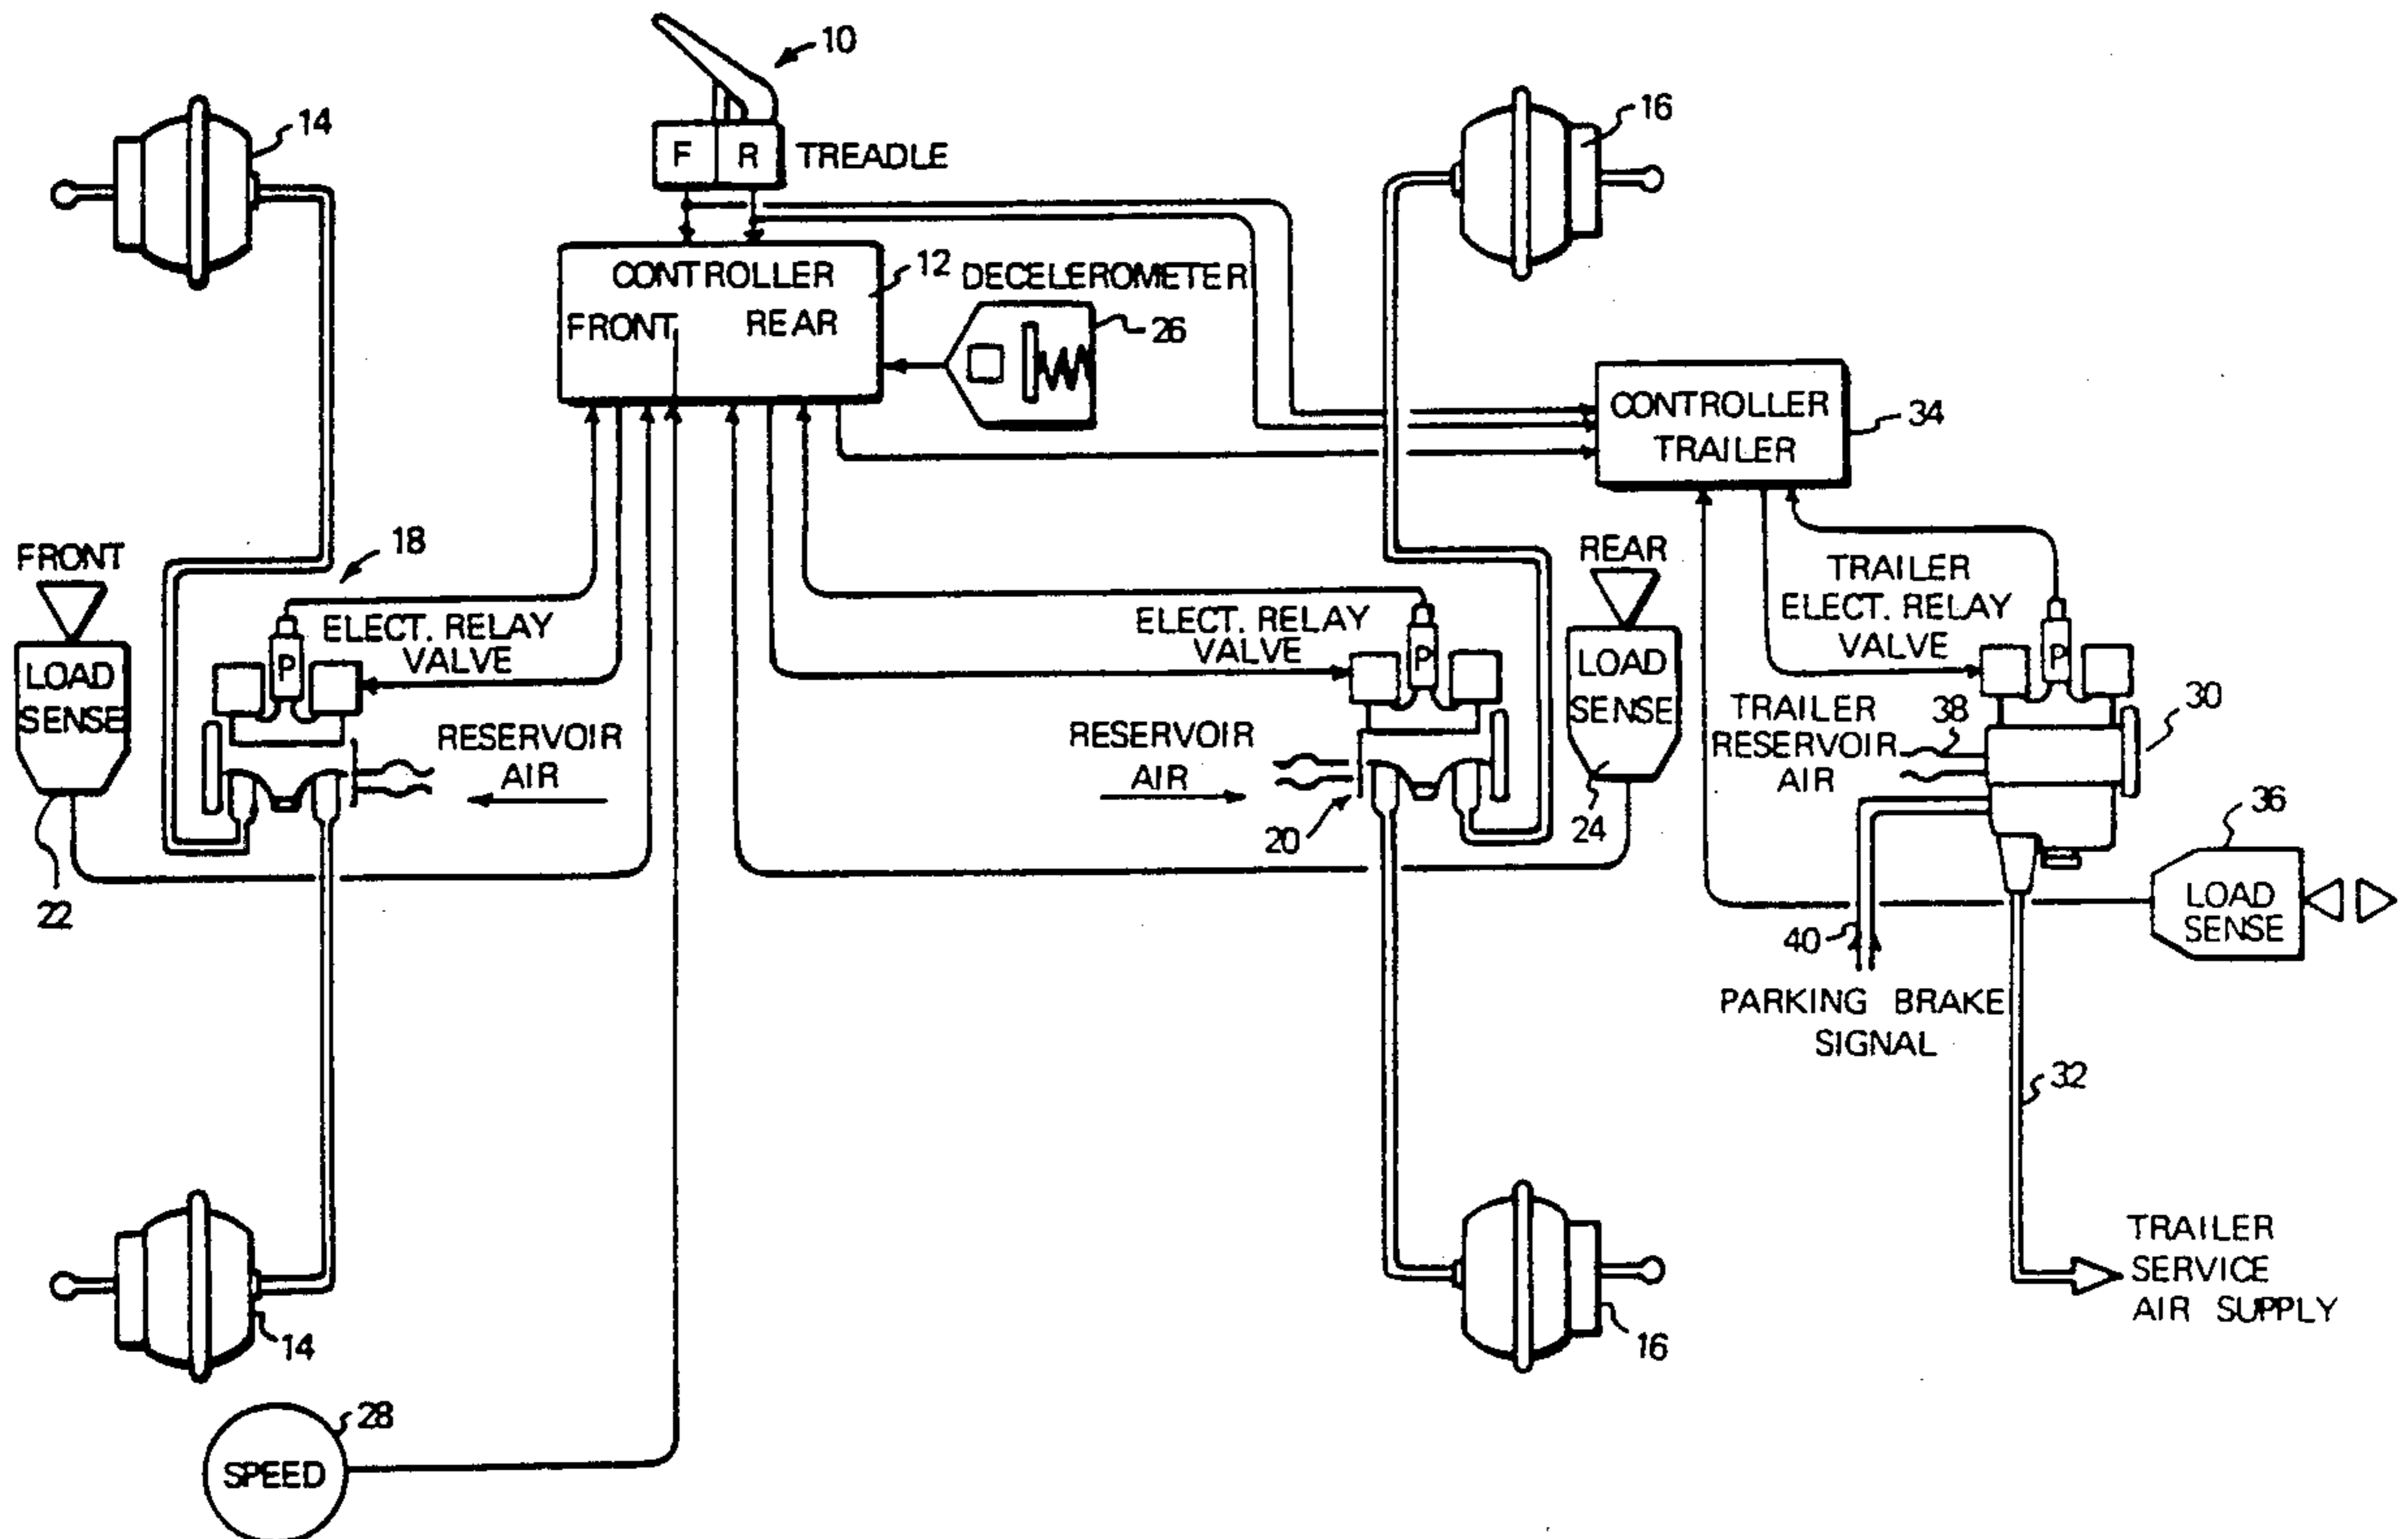 10
14
16
F R TREADLE
CONTROLLER
FRONT REAR
12
DECELEROMETER
26
CONTROLLER
TRAILER
34
FRONT
LOAD
SENSE
22
18
P
ELECT. RELAY
VALVE
RESERVOIR
AIR
ELECT. RELAY
VALVE
P
RESERVOIR
AIR
20
REAR
LOAD
SENSE
24
TRAILER
ELECT. RELAY
VALVE
P
TRAILER
RESERVOIR
AIR
38
30
36
LOAD
SENSE
40
PARKING BRAKE
SIGNAL
32
TRAILER
SERVICE
AIR SUPPLY
14
16
28
SPEED